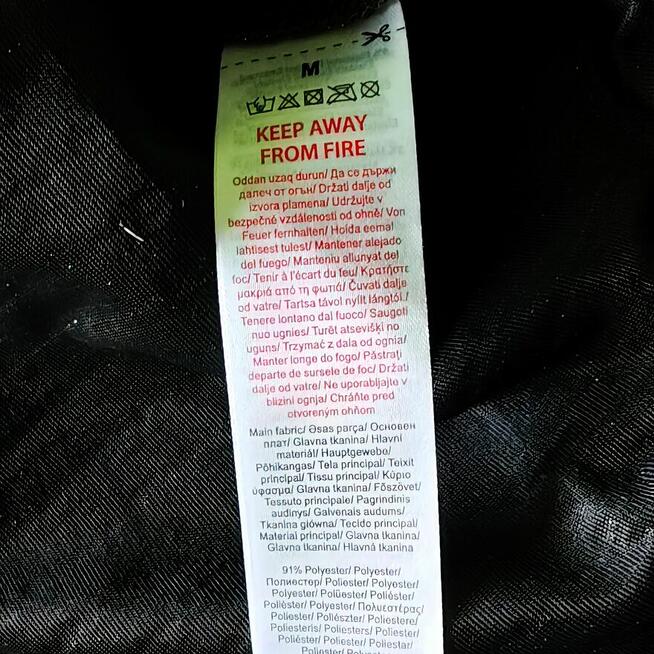 M
KEEP AWAY
FROM FIRE
Oddan uzaq durun/ Да се държи
далеч от огън/ Držati dalje od
izvora plamena/ Udržujte v
bezpečné vzdálenosti od ohně/ Von
Feuer fernhalten/ Hoida eemal
lahtisest tulest/ Mantener alejado
del fuego/ Manteniu allunyat del
foc/ Tenir à l'écart du feu/ Κρατήστε
μακριά από τη φωτιά/ Čuvati dalje
od vatre/ Tartsa távol nyílt lángtól./
Tenere lontano dal fuoco/ Saugoti
nuo ugnies/ Turēt atsevišķi no
uguns/ Trzymać z dala od ognia/
Manter longe do fogo/ Păstrați
departe de sursele de foc/ Držati
dalje od vatre/ Ne uporabljajte v
bližini ognja/ Chráňte pred
otvoreným ohňom
Main fabric/ Əsas parça/ Основен
плат/ Glavna tkanina/ Hlavní
materiál/ Hauptgewebe/
Põhikangas/ Tela principal/ Teixit
principal/ Tissu principal/ Κύριο
ύφασμα/ Glavna tkanina/ Főszövet/
Tessuto principale/ Pagrindinis
audinys/ Galvenais audums/
Tkanina główna/ Tecido principal/
Material principal/ Glavna tkanina/
Glavna tkanina/ Hlavná tkanina
91% Polyester/ Polyester/
Полиестер/ Poliester/ Polyester/
Polyester/ Polüester/ Poliéster/
Polièster/ Polyester/ Πολυεστέρας/
Poliester/ Poliészter/ Poliestere/
Poliesteris/ Poliesters/ Poliester/
Poliéster/ Poliester/ Poliestar/
Poliester/ Polyester